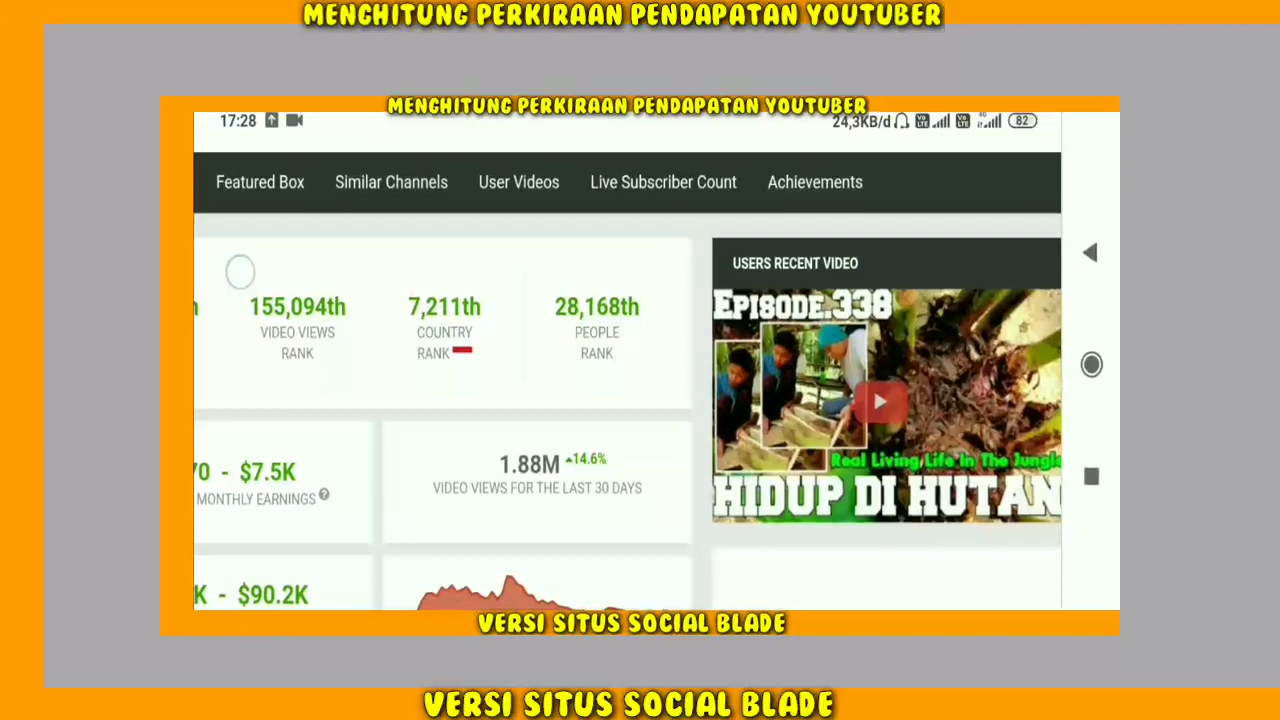 MENGHITUNG PERKIRAAN PENDAPATAN YOUTUBER
MENGHITUNG PERKIRAAN PENDAPATAN YOUTUBER
17:28
24,3KB/d
82
Featured Box Similar Channels User Videos Live Subscriber Count Achievements
155,094th
VIDEO VIEWS
RANK
7,211th
COUNTRY
RANK
28,168th
PEOPLE
RANK
USERS RECENT VIDEO
EPISODE.338
Real Living Life In The Jungle
HIDUP DI HUTAN
0 - $7.5K
MONTHLY EARNINGS
1.88M 14.6%
VIDEO VIEWS FOR THE LAST 30 DAYS
K - $90.2K
VERSI SITUS SOCIAL BLADE
VERSI SITUS SOCIAL BLADE